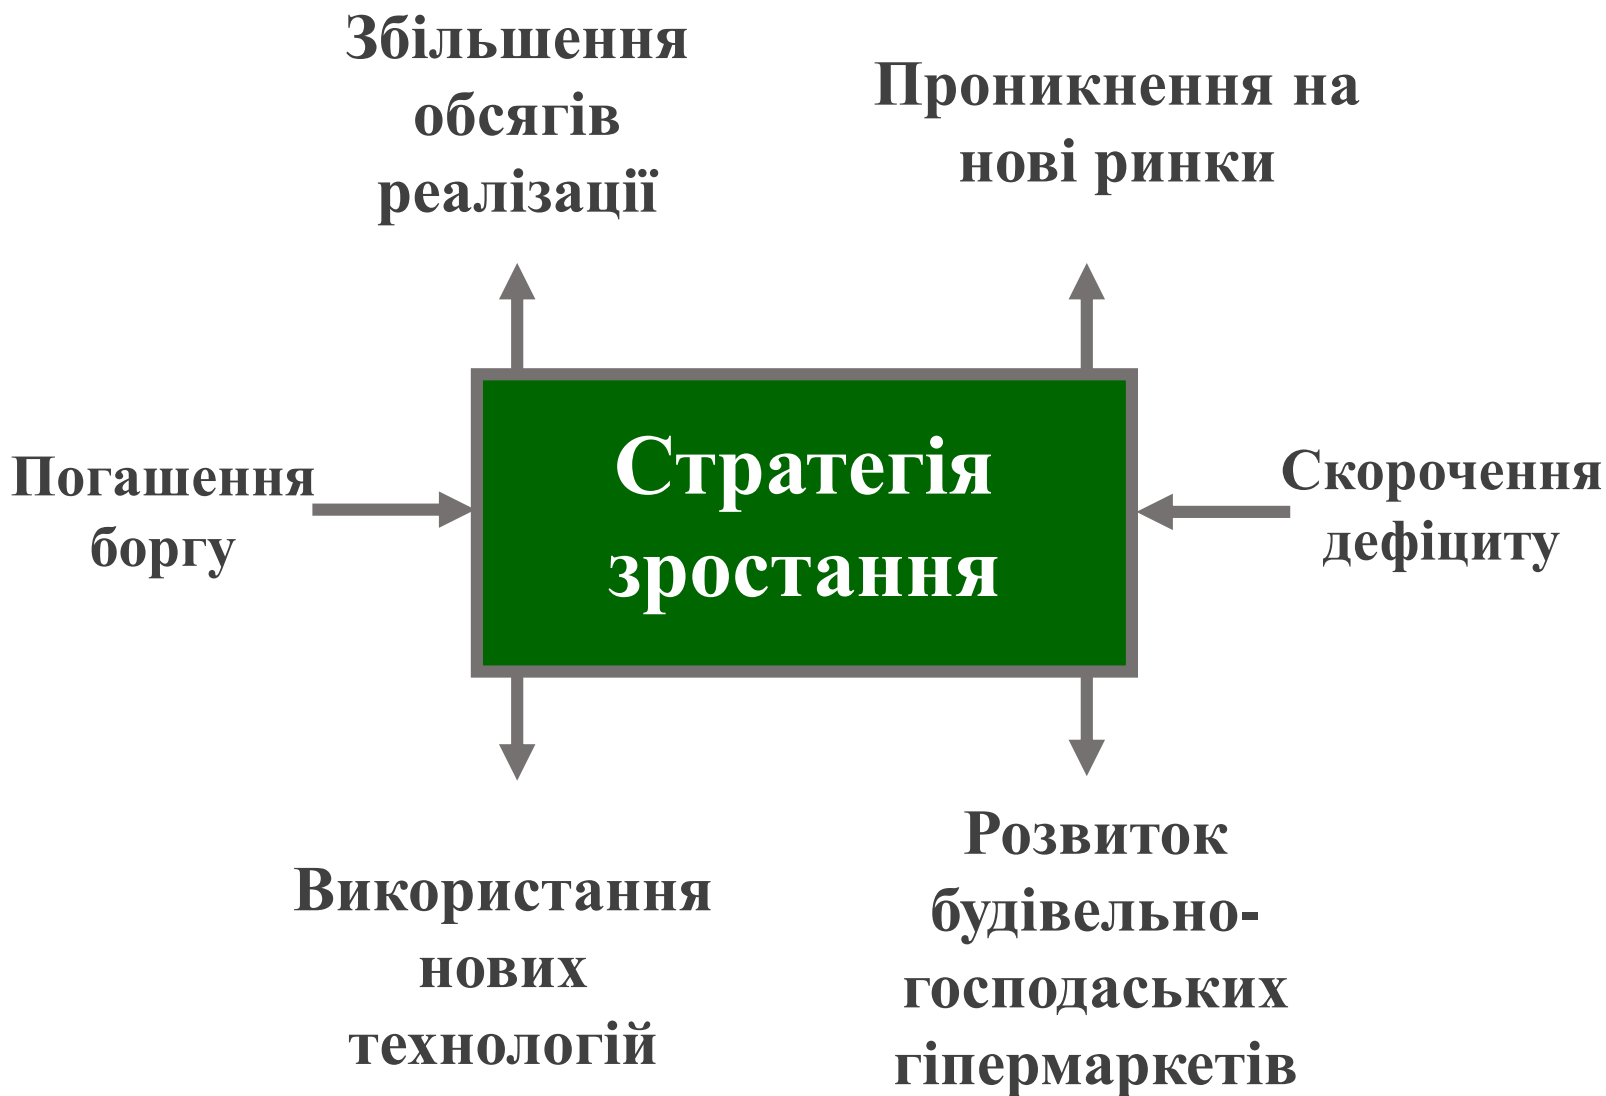 Збільшення
обсягів
реалізації
Проникнення на
нові ринки
Погашення
боргу
Стратегія
зростання
Скорочення
дефіциту
Використання
нових
технологій
Розвиток
будівельно-
господаських
гіпермаркетів